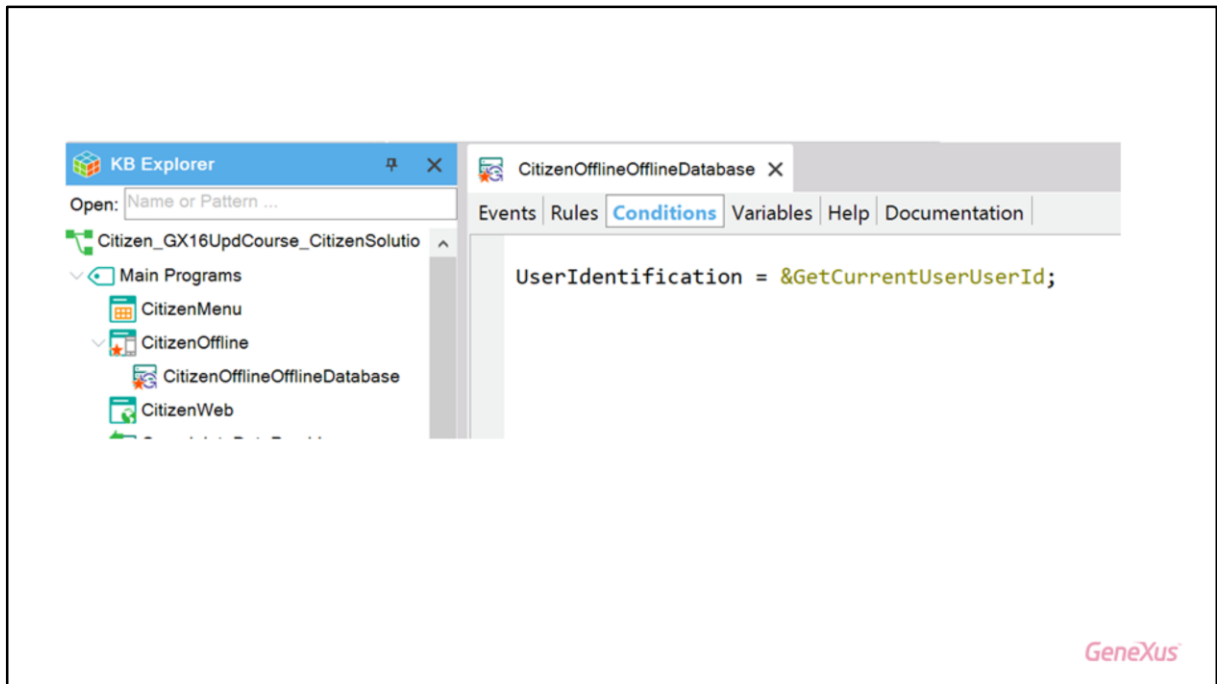 KB Explorer
Open: Name or Pattern ...
Citizen_GX16UpdCourse_CitizenSolutio
Main Programs
CitizenMenu
CitizenOffline
CitizenOfflineOfflineDatabase
CitizenWeb
CitizenOfflineOfflineDatabase
Events Rules Conditions Variables Help Documentation
UserIdentification = &GetCurrentUserUserId;
GeneXus